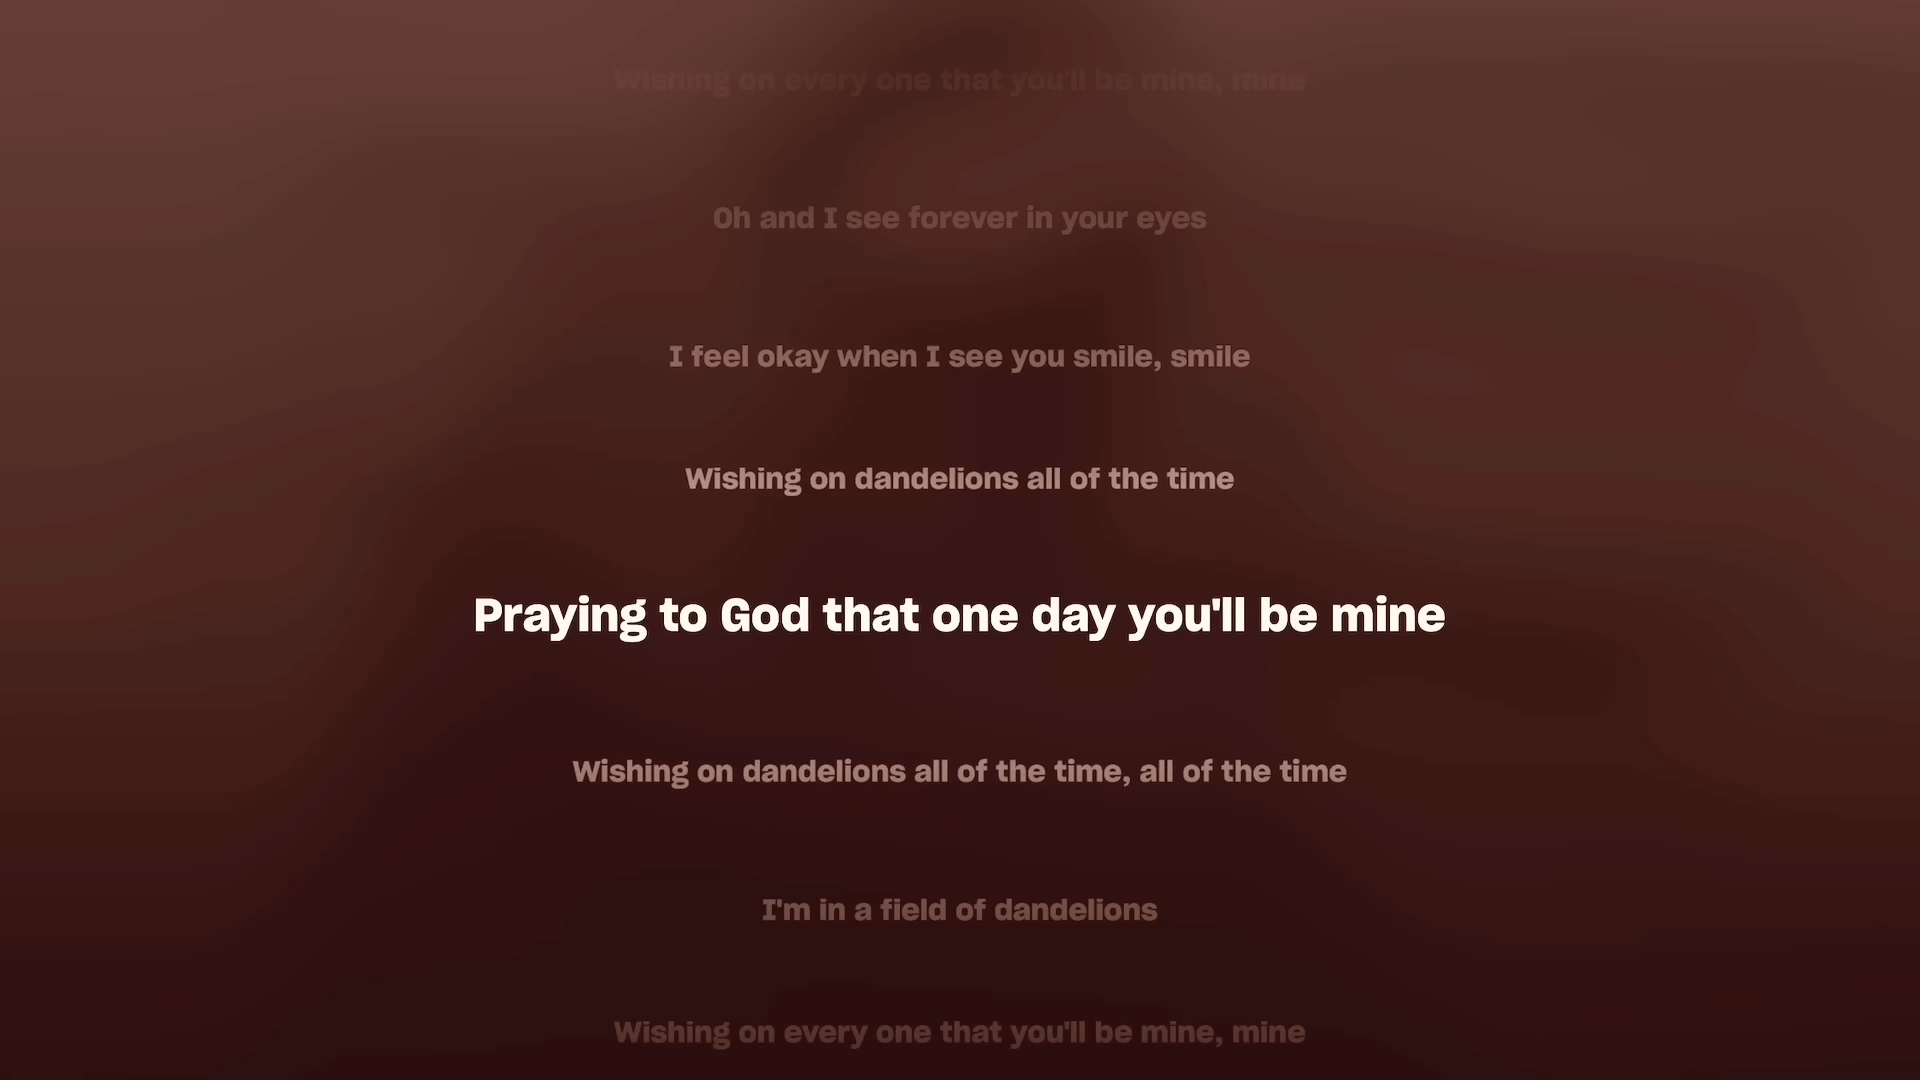 Wishing on every one that you'll be mine, mine
Oh and I see forever in your eyes
I feel okay when I see you smile, smile
Wishing on dandelions all of the time
Praying to God that one day you'll be mine
Wishing on dandelions all of the time, all of the time
I'm in a field of dandelions
Wishing on every one that you'll be mine, mine